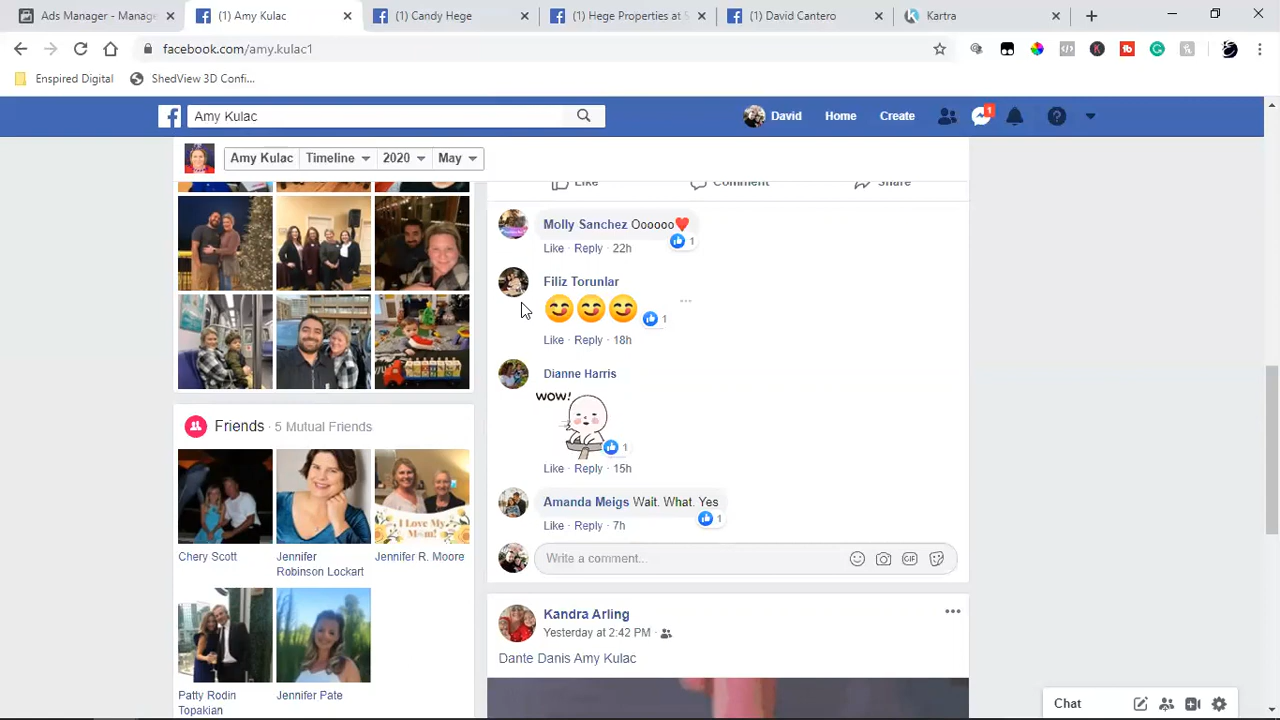 Ads Manager - Manage
(1) Amy Kulac
(1) Candy Hege
(1) Hege Properties at S
(1) David Cantero
Kartra
facebook.com/amy.kulac1
Enspired Digital
ShedView 3D Confi...
Amy Kulac
David
Home
Create
1
Amy Kulac
Timeline
2020
May
Like
Comment
Share
Molly Sanchez Oooooo❤️
1
Like · Reply · 22h
Filiz Torunlar
😋😋😋
1
Like · Reply · 18h
Dianne Harris
WOW!
1
Like · Reply · 15h
Amanda Meigs Wait. What. Yes
1
Like · Reply · 7h
Write a comment...
GIF
Friends · 5 Mutual Friends
I Love My
Mom!
Chery Scott
Jennifer
Robinson Lockart
Jennifer R. Moore
Patty Rodin
Topakian
Jennifer Pate
Kandra Arling
Yesterday at 2:42 PM ·
Dante Danis Amy Kulac
Chat